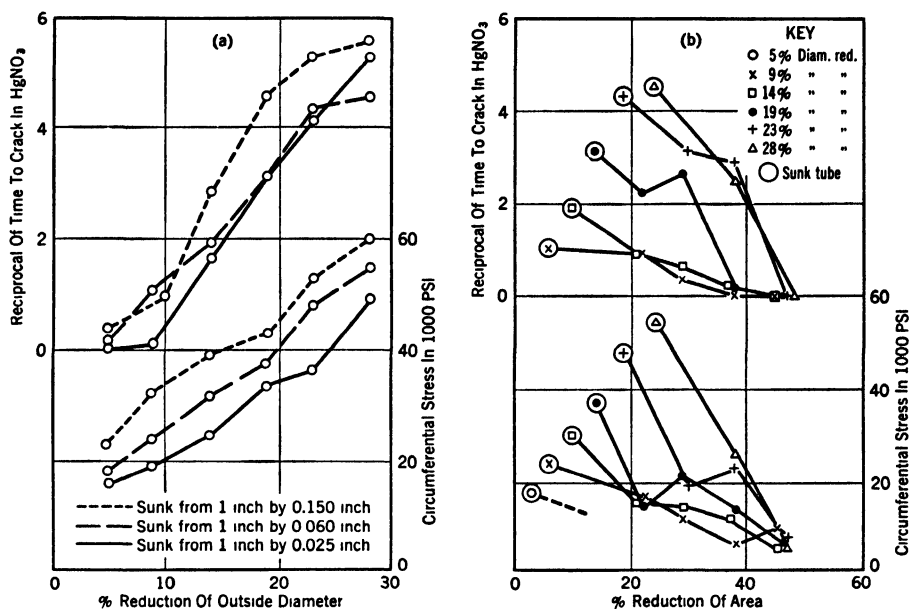 (a)
Reciprocal Of Time To Crack In HgNO3
6
4
2
0
60
40
20
0
Circumferential Stress In 1000 PSI
Sunk from 1 inch by 0.150 inch
Sunk from 1 inch by 0 060 inch
Sunk from 1 inch by 0.025 inch
0 10 20 30
% Reduction Of Outside Diameter
(b)
Reciprocal Of Time To Crack In HgNO3
6
4
2
0
KEY
5% Diam. red.
9% " "
14% " "
19% " "
23% " "
28% " "
Sunk tube
60
40
20
0
Circumferential Stress In 1000 PSI
0 20 40 60
% Reduction Of Area